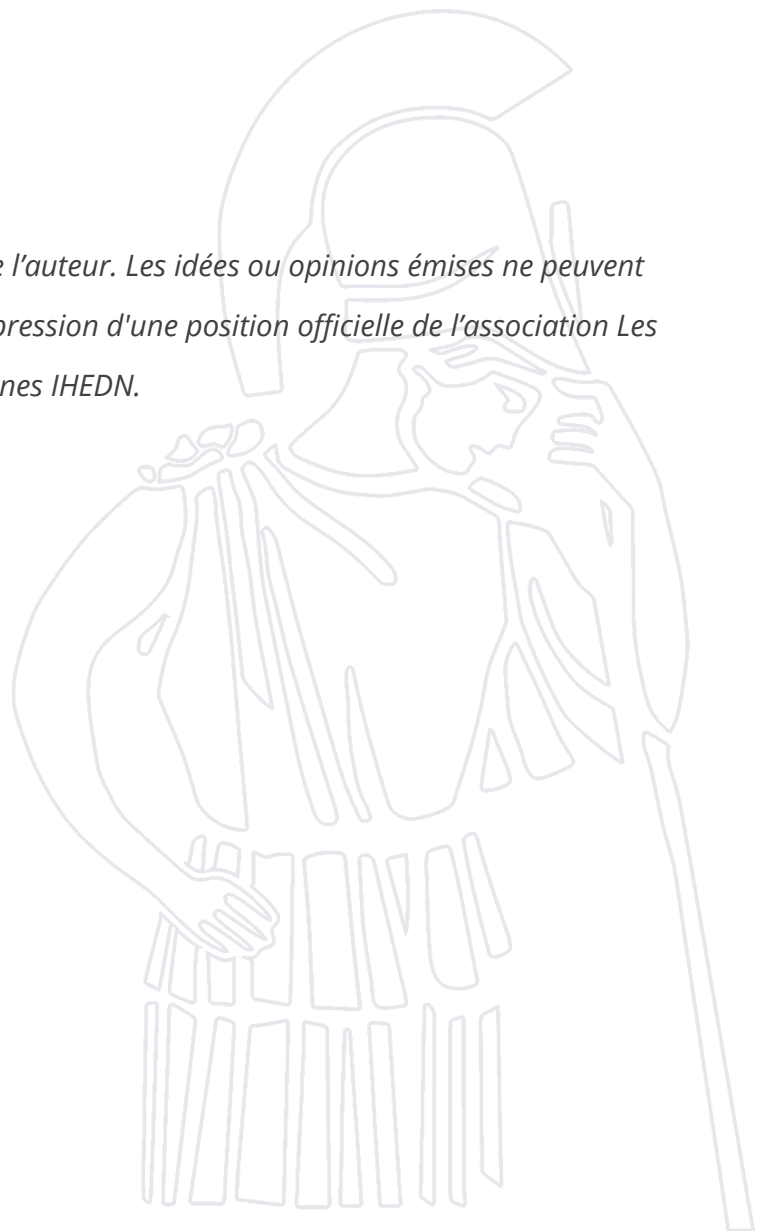 e l’auteur. Les idées ou opinions émises ne peuvent
pression d'une position officielle de l’association Les
nes IHEDN.